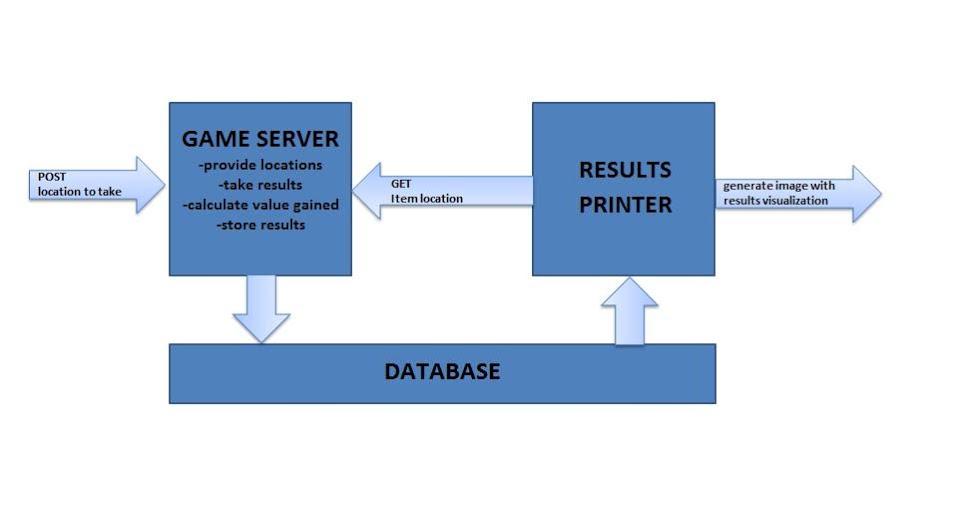 POST
location to take
GAME SERVER
-provide locations
-take results
-calculate value gained
-store results
GET
Item location
RESULTS
PRINTER
generate image with
results visualization
DATABASE